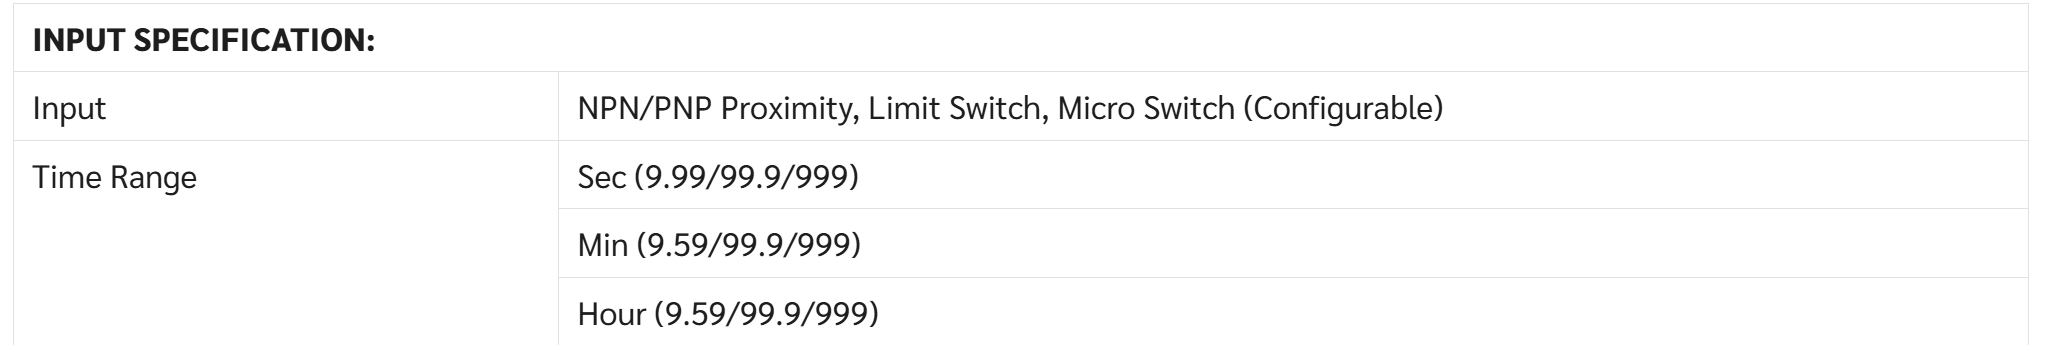 INPUT SPECIFICATION:
Input
NPN/PNP Proximity, Limit Switch, Micro Switch (Configurable)
Time Range
Sec (9.99/99.9/999)
Min (9.59/99.9/999)
Hour (9.59/99.9/999)